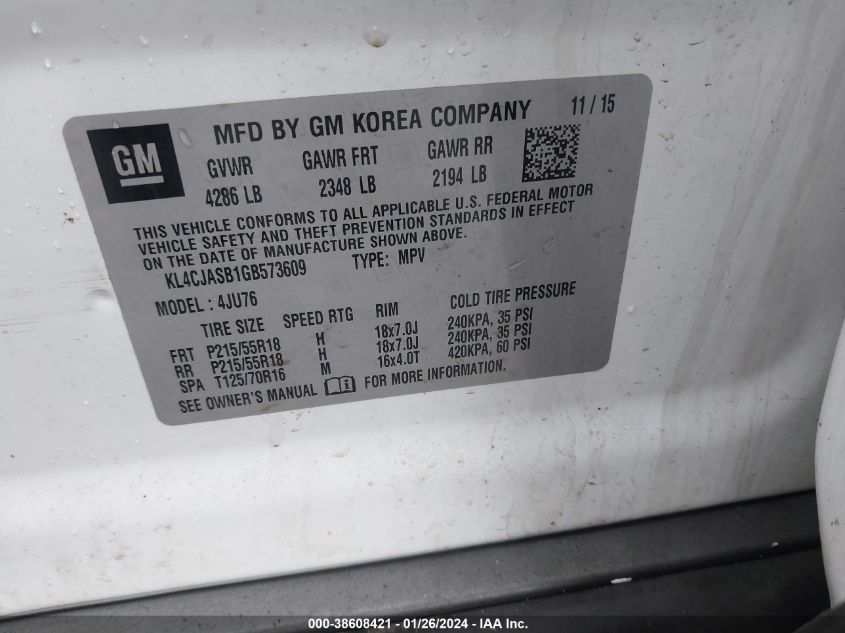 GM
MFD BY GM KOREA COMPANY 11 / 15
GVWR GAWR FRT GAWR RR
4286 LB 2348 LB 2194 LB
THIS VEHICLE CONFORMS TO ALL APPLICABLE U.S. FEDERAL MOTOR
VEHICLE SAFETY AND THEFT PREVENTION STANDARDS IN EFFECT
ON THE DATE OF MANUFACTURE SHOWN ABOVE.
KL4CJASB1GB573609 TYPE: MPV
MODEL : 4JU76
TIRE SIZE SPEED RTG RIM COLD TIRE PRESSURE
FRT P215/55R18 H 18x7.0J 240KPA, 35 PSI
RR P215/55R18 H 18x7.0J 240KPA, 35 PSI
SPA T125/70R16 M 16x4.0T 420KPA, 60 PSI
SEE OWNER'S MANUAL i FOR MORE INFORMATION.
000-38608421 - 01/26/2024 - IAAI Inc.